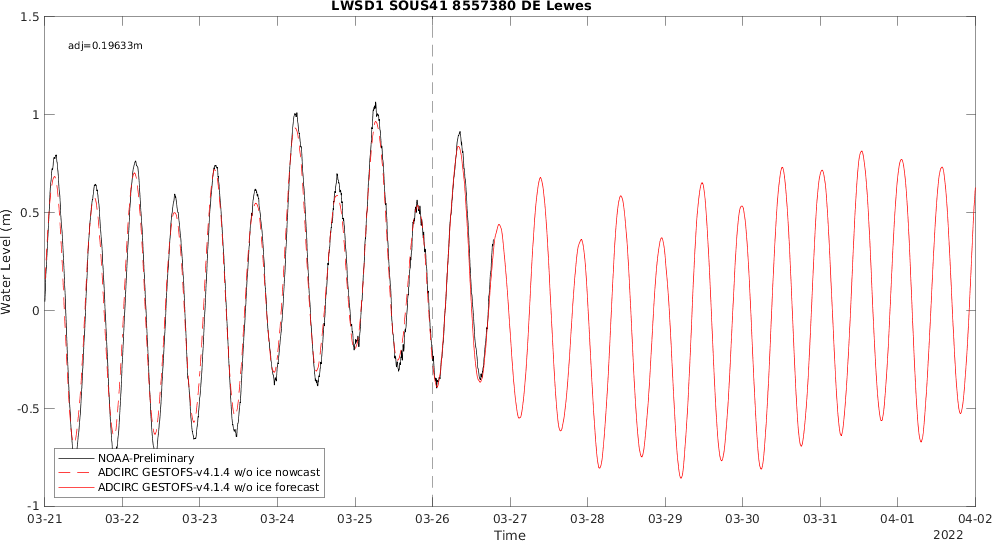 LWSD1 SOUS41 8557380 DE Lewes
1.5
adj=0.19633m
1
0.5
Water Level (m)
0
-0.5
NOAA-Preliminary
ADCIRC GESTOFS-v4.1.4 w/o ice nowcast
ADCIRC GESTOFS-v4.1.4 w/o ice forecast
-1
03-21 03-22 03-23 03-24 03-25 03-26 03-27 03-28 03-29 03-30 03-31 04-01 04-02
Time
2022